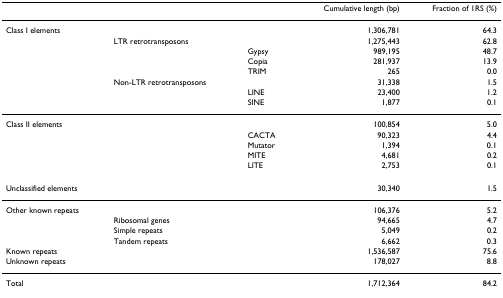 Cumulative length (bp) Fraction of 1RS (%)
Class I elements 1,306,781 64.3
LTR retrotransposons 1,275,443 62.8
Gypsy 989,195 48.7
Copia 281,937 13.9
TRIM 265 0.0
Non-LTR retrotransposons 31,338 1.5
LINE 23,400 1.2
SINE 1,877 0.1
Class II elements 100,854 5.0
CACTA 90,323 4.4
Mutator 1,394 0.1
MITE 4,681 0.2
LITE 2,753 0.1
Unclassified elements 30,340 1.5
Other known repeats 106,376 5.2
Ribosomal genes 94,665 4.7
Simple repeats 5,049 0.2
Tandem repeats 6,662 0.3
Known repeats 1,536,587 75.6
Unknown repeats 178,027 8.8
Total 1,712,364 84.2